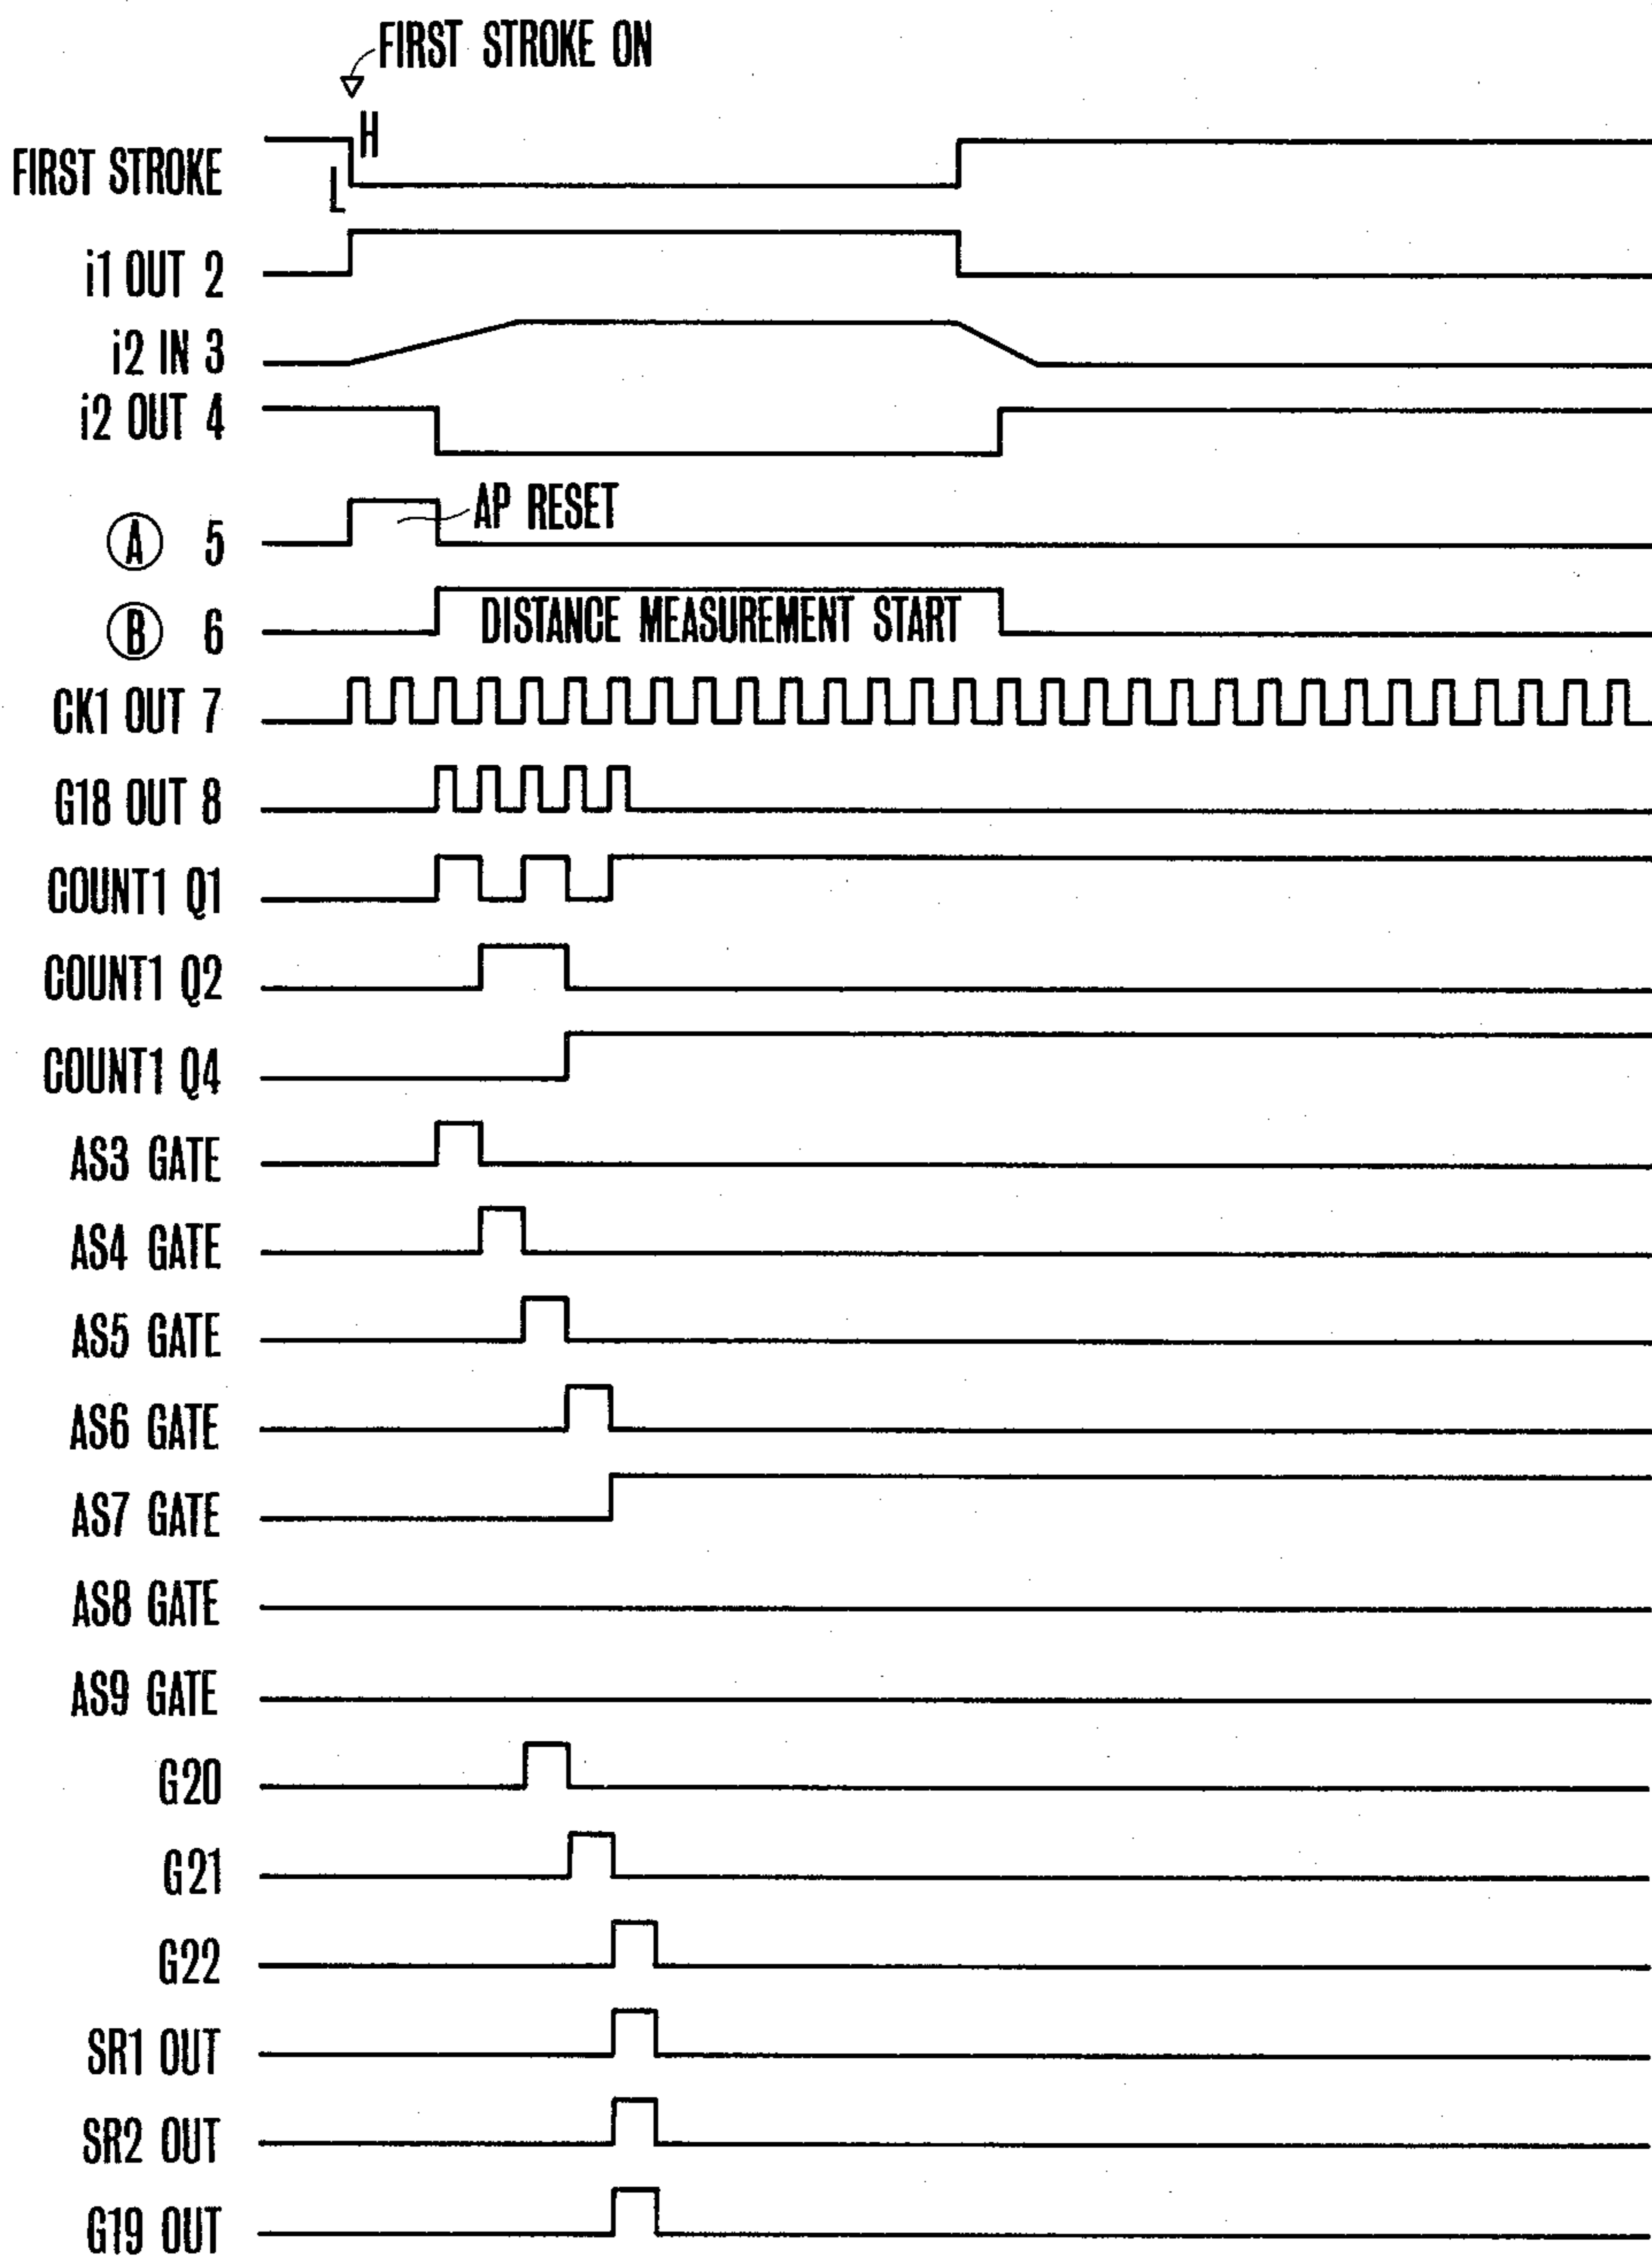 FIRST STROKE ON
H
FIRST STROKE
L
i1 OUT 2
i2 IN 3
i2 OUT 4
AP RESET
A 5
DISTANCE MEASUREMENT START
B 6
CK1 OUT 7
G18 OUT 8
COUNT1 Q1
COUNT1 Q2
COUNT1 Q4
AS3 GATE
AS4 GATE
AS5 GATE
AS6 GATE
AS7 GATE
AS8 GATE
AS9 GATE
G20
G21
G22
SR1 OUT
SR2 OUT
G19 OUT